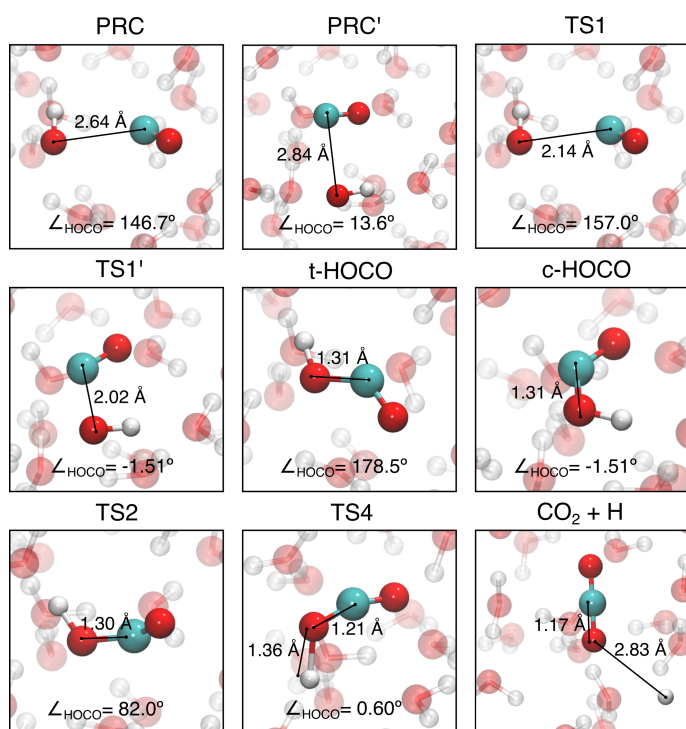 PRC
PRC'
TS1
2.64 Å
2.84 Å
2.14 Å
∠HOCO= 146.7º
∠HOCO= 13.6º
∠HOCO= 157.0º
TS1'
t-HOCO
c-HOCO
2.02 Å
1.31 Å
1.31 Å
∠HOCO= -1.51º
∠HOCO= 178.5º
∠HOCO= -1.51º
TS2
TS4
CO₂ + H
1.30 Å
1.36 Å
1.21 Å
1.17 Å
2.83 Å
∠HOCO= 82.0º
∠HOCO= 0.60º